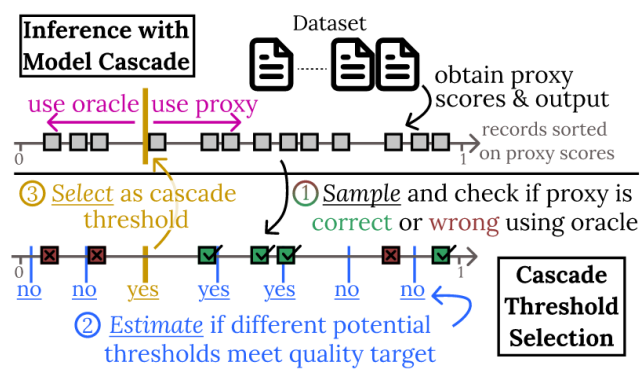 Inference with
Model Cascade
Dataset
obtain proxy
scores & output
use oracle
use proxy
records sorted
on proxy scores
0
1
③ Select as cascade
threshold
① Sample and check if proxy is
correct or wrong using oracle
0
1
no
no
yes
yes
yes
no
no
② Estimate if different potential
thresholds meet quality target
Cascade
Threshold
Selection